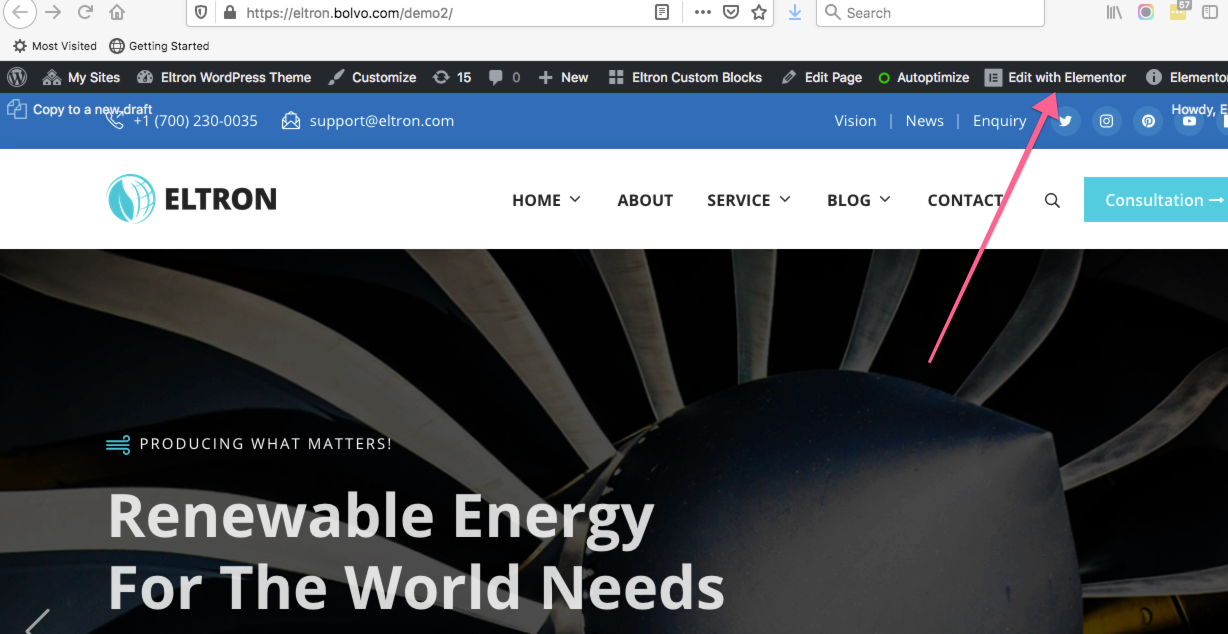 https://eltron.bolvo.com/demo2/ Search 57
Most Visited Getting Started
My Sites Eltron WordPress Theme Customize 15 0 New Eltron Custom Blocks Edit Page Autoptimize Edit with Elementor Elemento
Copy to a new draft Howdy, E
+1 (700) 230-0035 support@eltron.com Vision | News | Enquiry
ELTRON HOME ABOUT SERVICE BLOG CONTACT Consultation
PRODUCING WHAT MATTERS!
Renewable Energy
For The World Needs